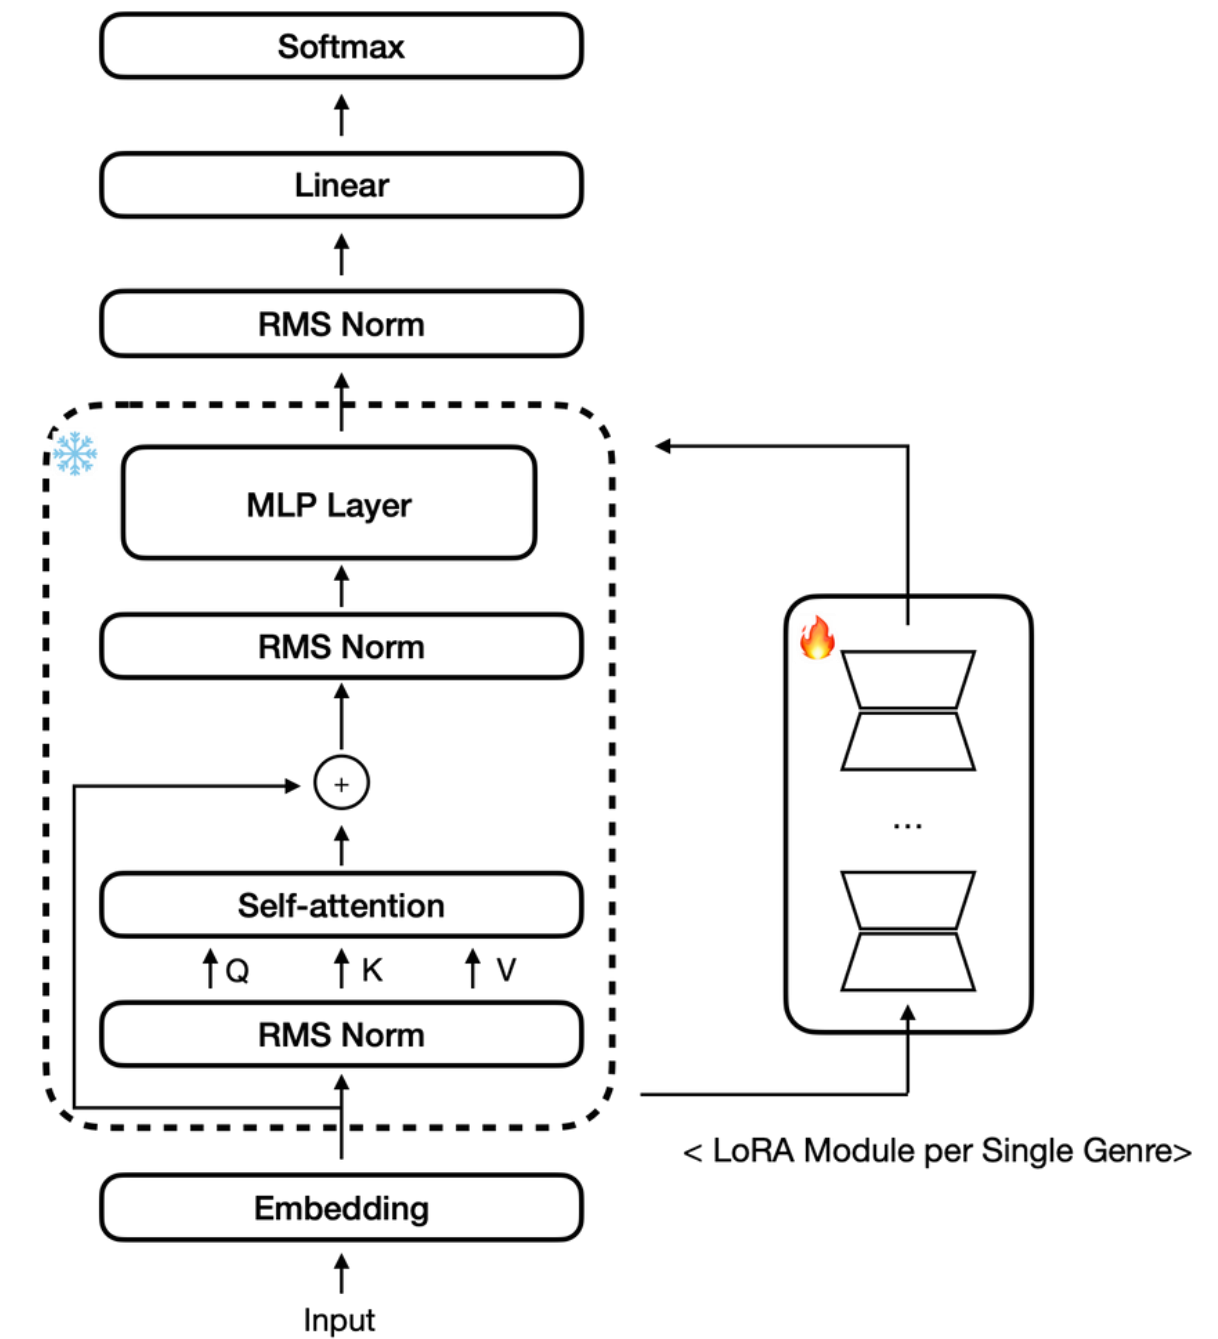 Softmax
Linear
RMS Norm
MLP Layer
RMS Norm
+
...
Self-attention
Q K V
RMS Norm
< LoRA Module per Single Genre>
Embedding
Input